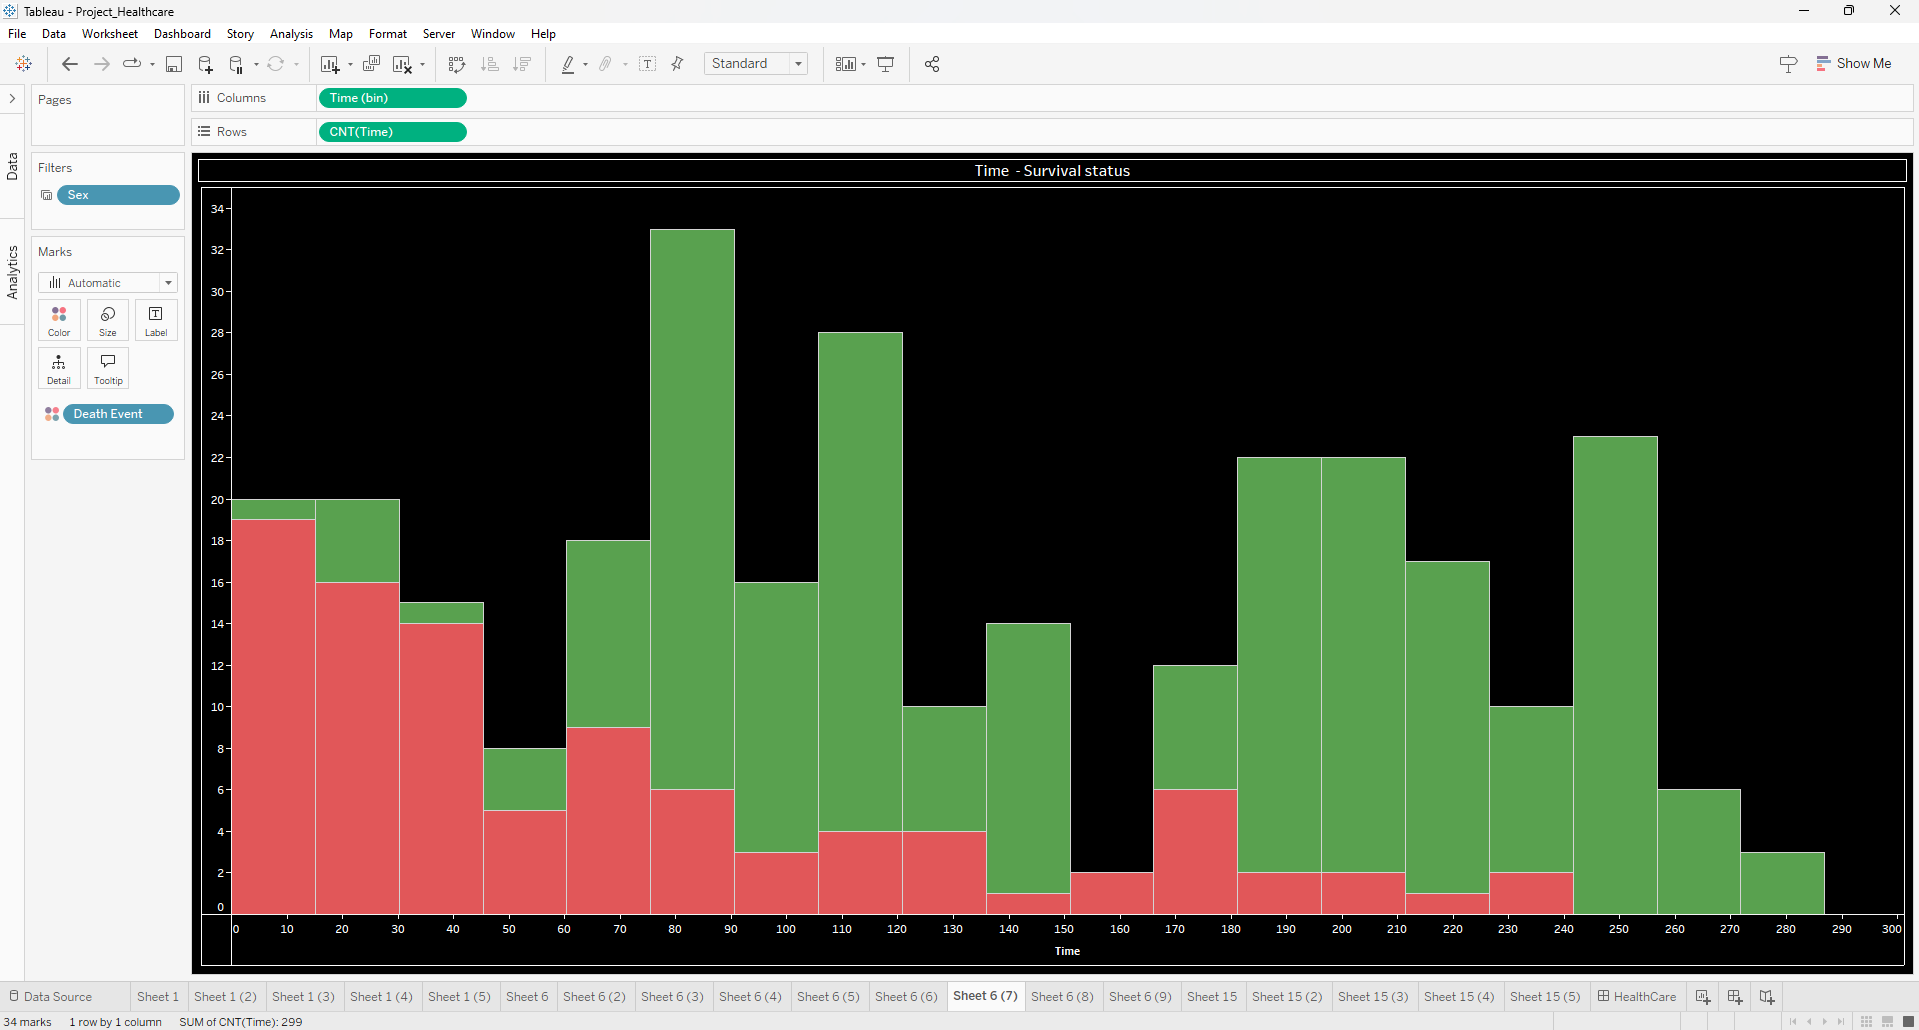 Tableau - Project_Healthcare
File Data Worksheet Dashboard Story Analysis Map Format Server Window Help
Standard
Show Me
Data
Analytics
Pages
Columns Time (bin)
Rows CNT(Time)
Filters
Sex
Marks
Automatic
Color Size Label
Detail Tooltip
Death Event
Time - Survival status
34
32
30
28
26
24
22
20
18
16
14
12
10
8
6
4
2
0
0 10 20 30 40 50 60 70 80 90 100 110 120 130 140 150 160 170 180 190 200 210 220 230 240 250 260 270 280 290 300
Time
Data Source Sheet 1 Sheet 1 (2) Sheet 1 (3) Sheet 1 (4) Sheet 1 (5) Sheet 6 Sheet 6 (2) Sheet 6 (3) Sheet 6 (4) Sheet 6 (5) Sheet 6 (6) Sheet 6 (7) Sheet 6 (8) Sheet 6 (9) Sheet 15 Sheet 15 (2) Sheet 15 (3) Sheet 15 (4) Sheet 15 (5) HealthCare
34 marks 1 row by 1 column SUM of CNT(Time): 299